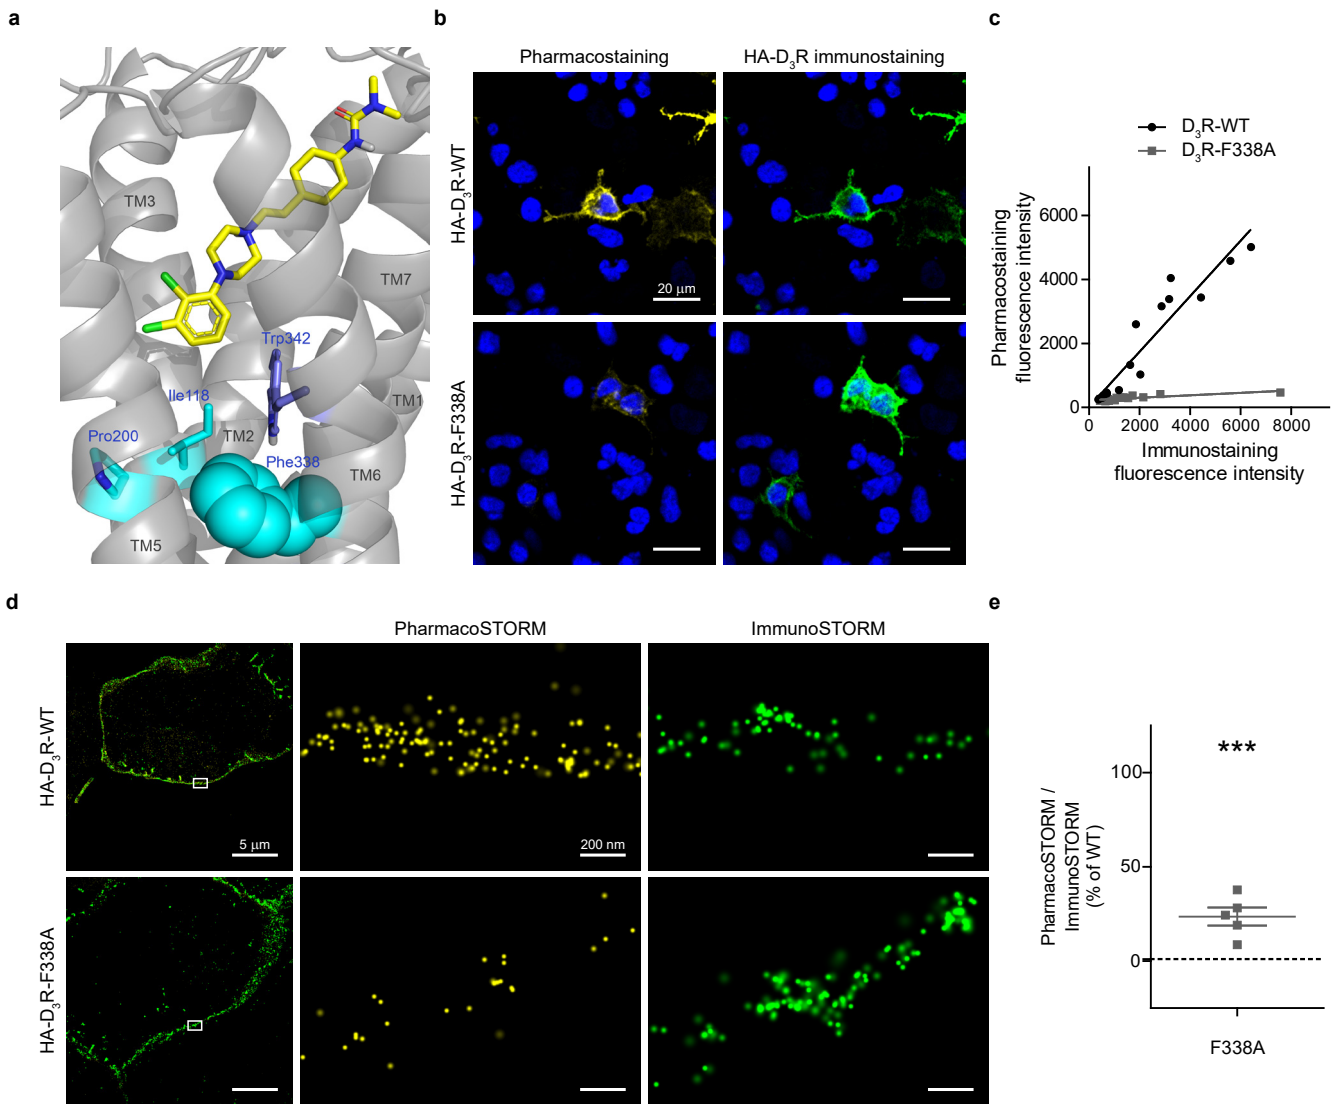 a
TM3
TM7
Trp342
Ile118
TM1
Pro200
TM2
Phe338
TM6
TM5
b
Pharmacostaining
HA-D₃R immunostaining
HA-D₃R-WT
20 μm
HA-D₃R-F338A
c
D₃R-WT
D₃R-F338A
Pharmacostaining
fluorescence intensity
6000
4000
2000
0
0
2000
4000
6000
8000
Immunostaining
fluorescence intensity
d
PharmacoSTORM
ImmunoSTORM
HA-D₃R-WT
5 μm
200 nm
HA-D₃R-F338A
e
PharmacoSTORM /
ImmunoSTORM
(% of WT)
100
50
0
***
F338A